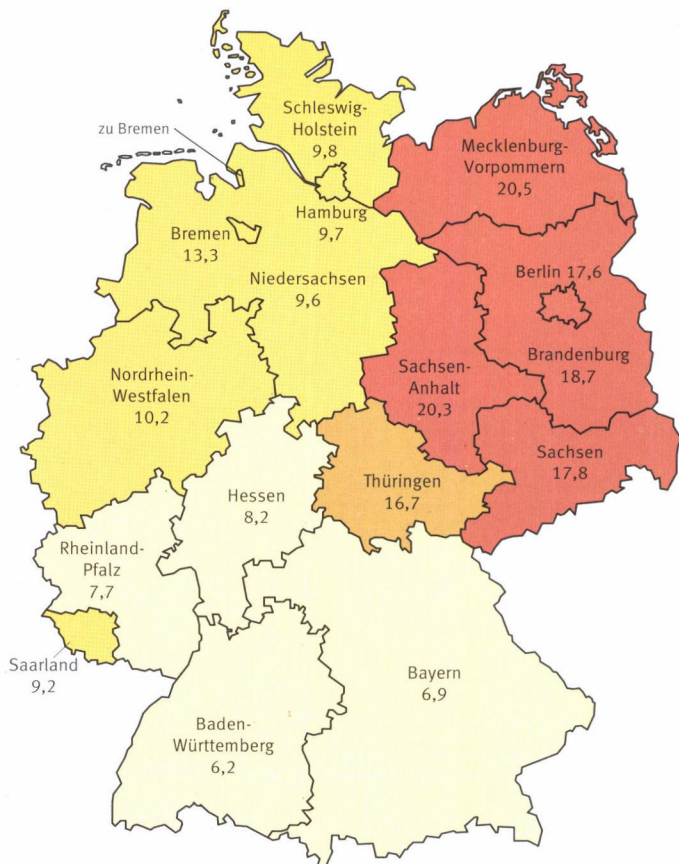 Schleswig-
Holstein
9,8
zu Bremen
Mecklenburg-
Vorpommern
20,5
Hamburg
9,7
Bremen
13,3
Niedersachsen
9,6
Berlin 17,6
Brandenburg
18,7
Sachsen-
Anhalt
20,3
Nordrhein-
Westfalen
10,2
Sachsen
17,8
Thüringen
16,7
Hessen
8,2
Rheinland-
Pfalz
7,7
Saarland
9,2
Bayern
6,9
Baden-
Württemberg
6,2